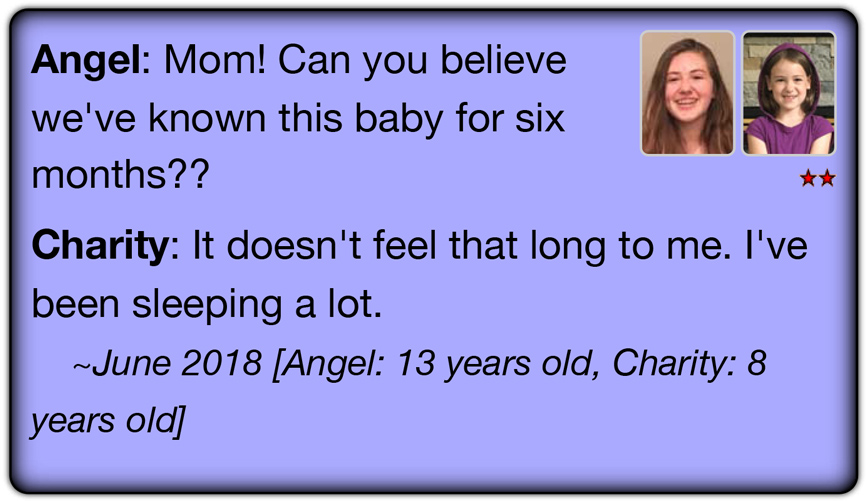 Angel: Mom! Can you believe
we've known this baby for six
months??
Charity: It doesn't feel that long to me. I've
been sleeping a lot.
~June 2018 [Angel: 13 years old, Charity: 8
years old]